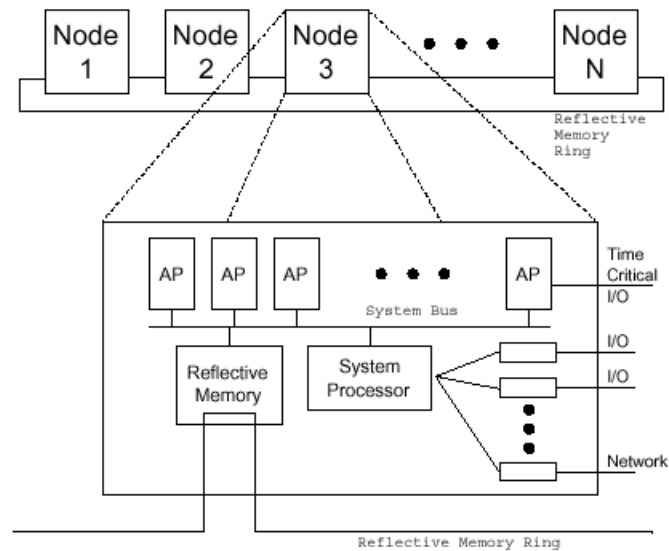 Node
1
Node
2
Node
3
Node
N
Reflective
Memory
Ring
AP
AP
AP
AP
Time
Critical
I/O
System Bus
Reflective
Memory
System
Processor
I/O
I/O
Network
Reflective Memory Ring